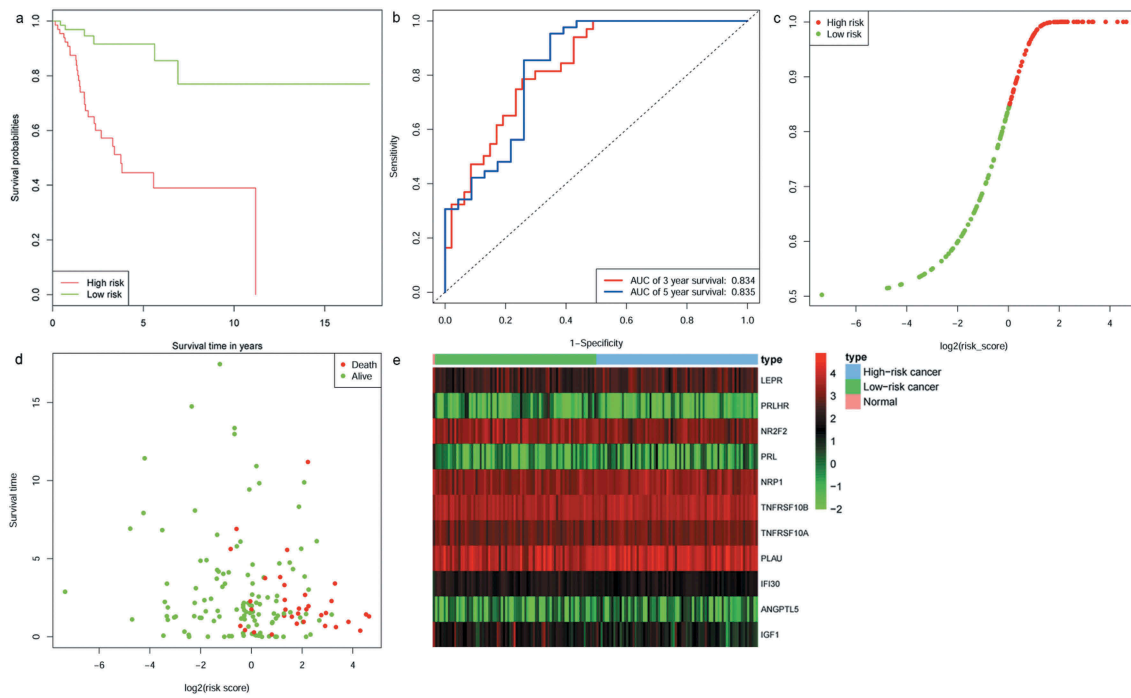 a
Survival probabilities
1.0
0.8
0.6
0.4
0.2
0.0
High risk
Low risk
0
5
10
15
Survival time in years
b
Sensitivity
1.0
0.8
0.6
0.4
0.2
0.0
AUC of 3 year survival: 0.834
AUC of 5 year survival: 0.835
0.0 0.2 0.4 0.6 0.8 1.0
1-Specificity
c
High risk
Low risk
1.0
0.9
0.8
0.7
0.6
0.5
-6 -4 -2 0 2 4
log2(risk_score)
d
Death
Alive
Survival time
15
10
5
0
-6 -4 -2 0 2 4
log2(risk score)
e
type
LEPR
PRLHR
NR2F2
PRL
NRP1
TNFRSF10B
TNFRSF10A
PLAU
IFI30
ANGPTL5
IGF1
4
3
2
1
0
-1
-2
type
High-risk cancer
Low-risk cancer
Normal